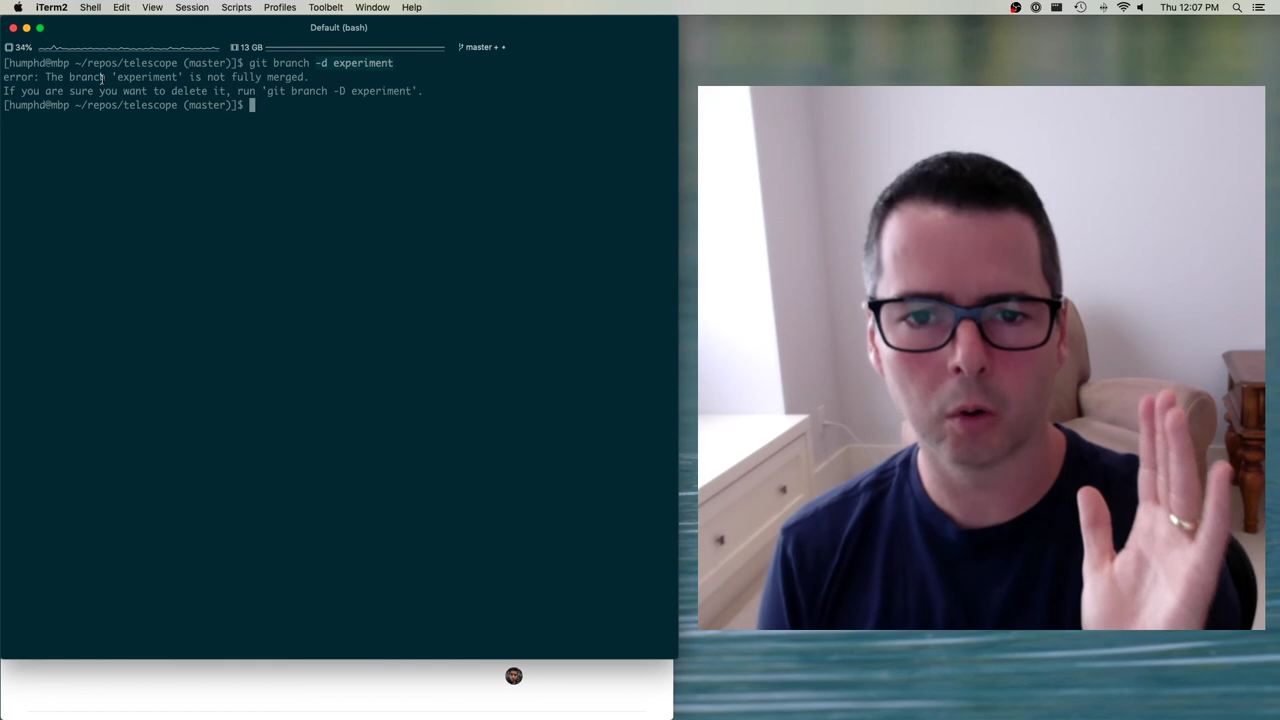 iTerm2 Shell Edit View Session Scripts Profiles Toolbelt Window Help Thu 12:07 PM
Default (bash)
34% 13 GB master + •
[humphd@mbp ~/repos/telescope (master)]$ git branch -d experiment
error: The branch 'experiment' is not fully merged.
If you are sure you want to delete it, run 'git branch -D experiment'.
[humphd@mbp ~/repos/telescope (master)]$